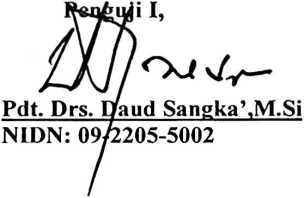 Penguji I,
Pdt. Drs. Daud Sangka',M.Si
NIDN: 09-2205-5002